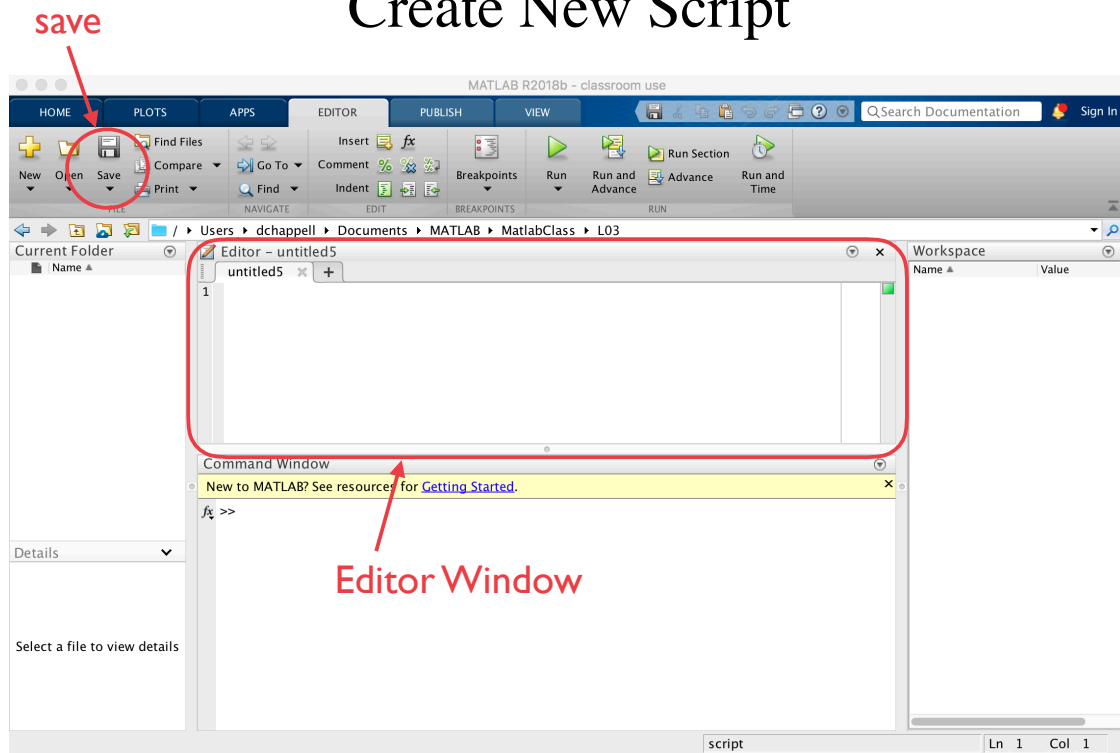 Create New Script
save
MATLAB R2018b - classroom use
HOME PLOTS APPS EDITOR PUBLISH VIEW Search Documentation Sign In
New Open Save Find Files Compare Print
Go To Find
Insert fx
Comment
Indent
Breakpoints Run Run and Advance Run Section Advance Run and Time
FILE NAVIGATE EDIT BREAKPOINTS RUN
/ Users dchappell Documents MATLAB MatlabClass L03
Current Folder
Name
Editor – untitled5
untitled5 +
1
Workspace
Name Value
Command Window
New to MATLAB? See resources for Getting Started.
fx >>
Details
Select a file to view details
Editor Window
script Ln 1 Col 1